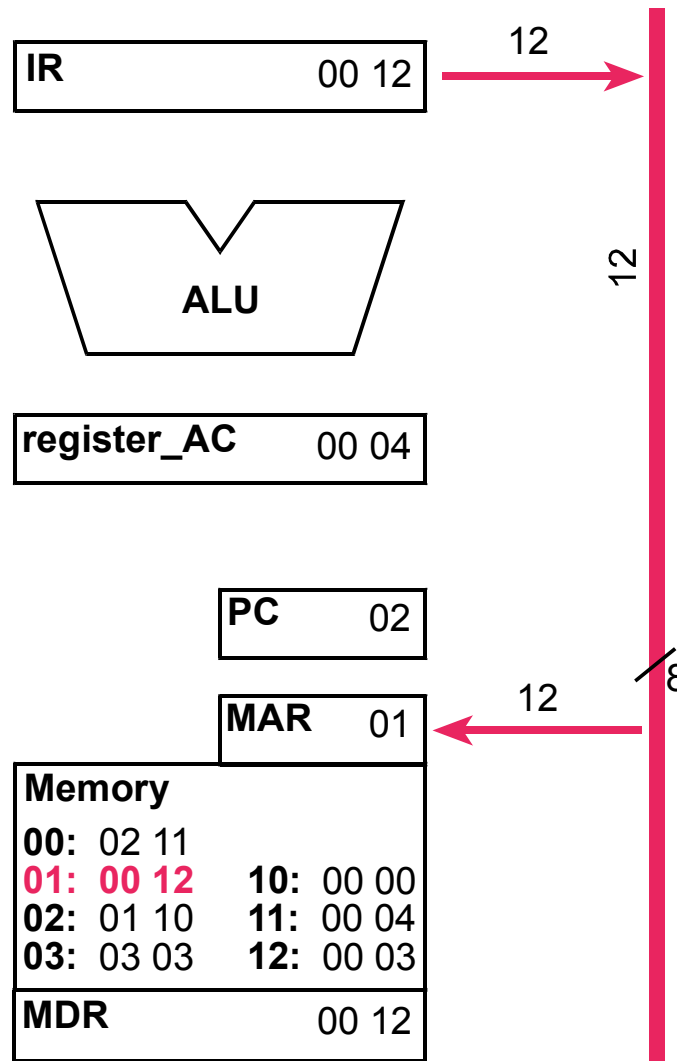 12
IR 00 12
12
ALU
register_AC 00 04
PC 02
8
12
MAR 01
Memory
00: 02 11
01: 00 12 10: 00 00
02: 01 10 11: 00 04
03: 03 03 12: 00 03
MDR 00 12